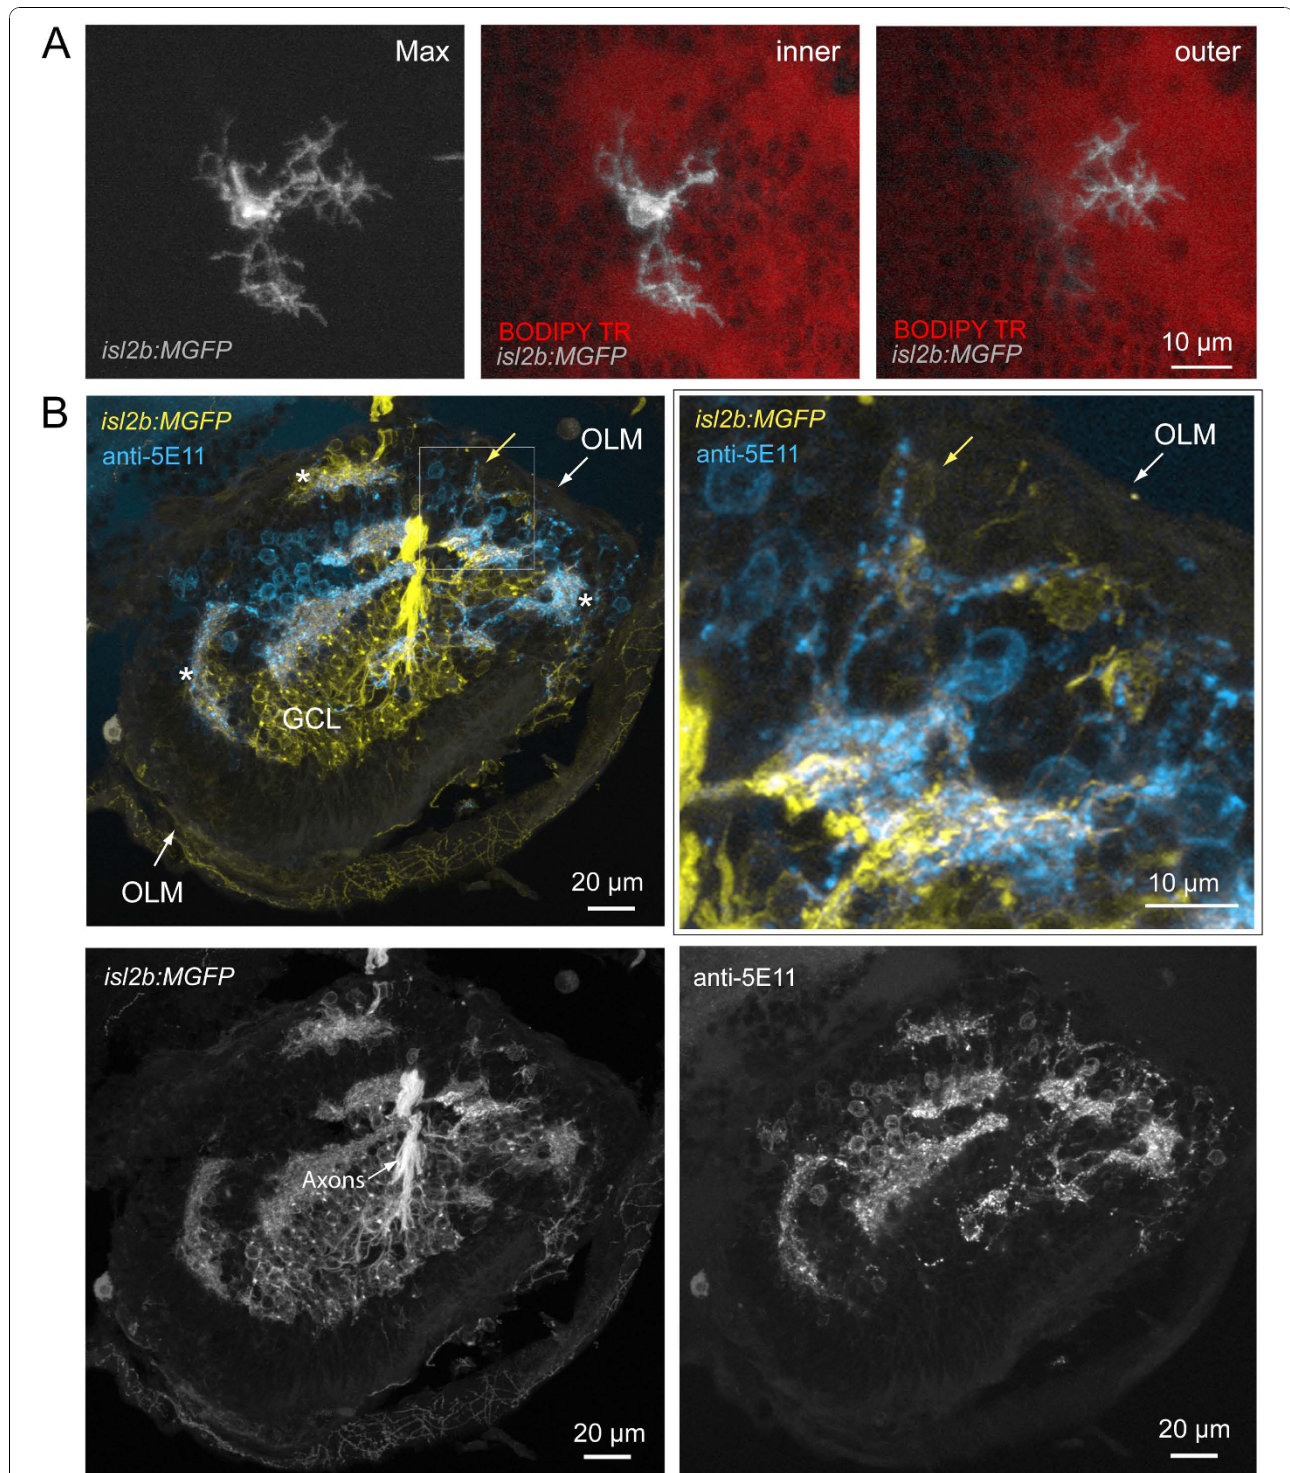 A
Max
isl2b:MGFP
inner
BODIPY TR
isl2b:MGFP
outer
BODIPY TR
isl2b:MGFP
10 µm
B
isl2b:MGFP
anti-5E11
OLM
*
*
*
GCL
OLM
20 µm
isl2b:MGFP
anti-5E11
OLM
10 µm
isl2b:MGFP
Axons
20 µm
anti-5E11
20 µm